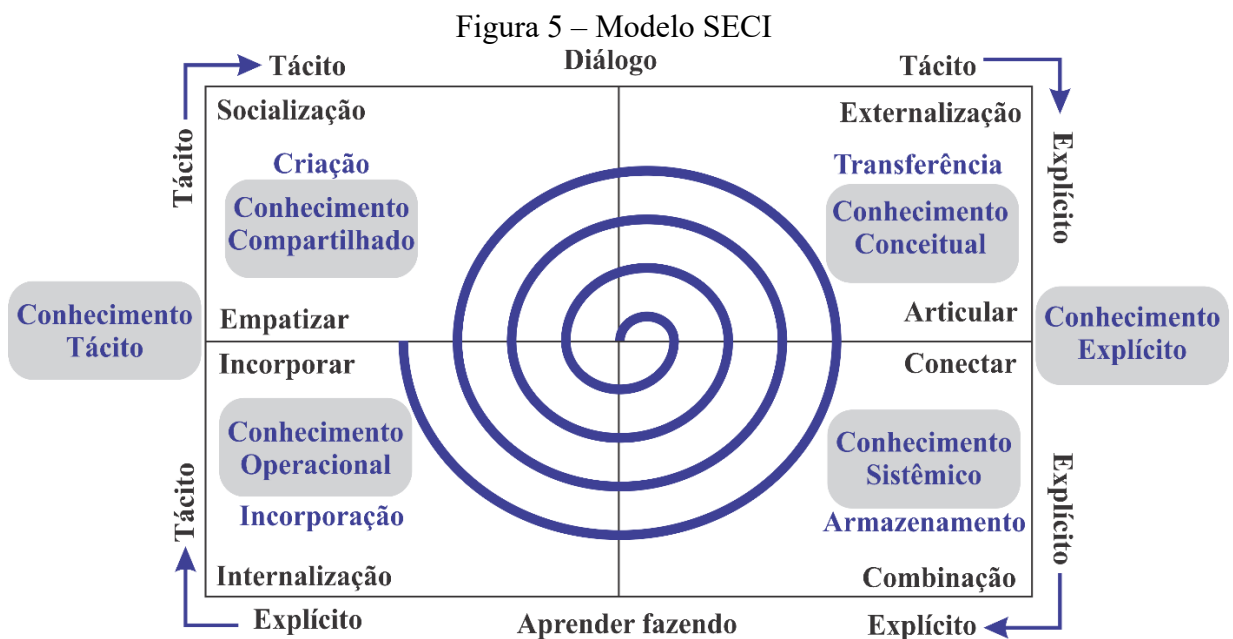 Figura 5 – Modelo SECI
Tácito
Diálogo
Tácito
Tácito
Socialização
Criação
Conhecimento
Compartilhado
Empatizar
Externalização
Transferência
Conhecimento
Conceitual
Articular
Explícito
Conhecimento
Tácito
Conhecimento
Explícito
Incorporar
Conhecimento
Operacional
Incorporação
Internalização
Tácito
Conectar
Conhecimento
Sistêmico
Armazenamento
Combinação
Explícito
Explícito
Aprender fazendo
Explícito